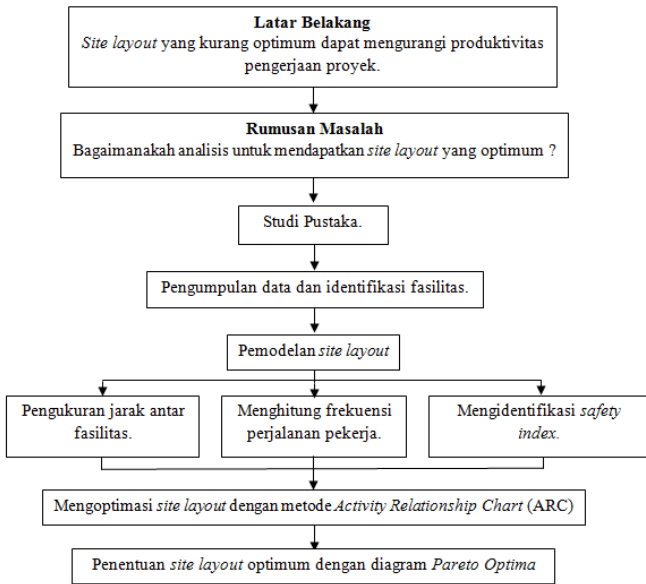 Latar Belakang
Site layout yang kurang optimum dapat mengurangi produktivitas
pengerjaan proyek.
Rumusan Masalah
Bagaimanakah analisis untuk mendapatkan site layout yang optimum ?
Studi Pustaka.
Pengumpulan data dan identifikasi fasilitas.
Pemodelan site layout
Pengukuran jarak antar
fasilitas.
Menghitung frekuensi
perjalanan pekerja.
Mengidentifikasi safety
index.
Mengoptimasi site layout dengan metode Activity Relationship Chart (ARC)
Penentuan site layout optimum dengan diagram Pareto Optima